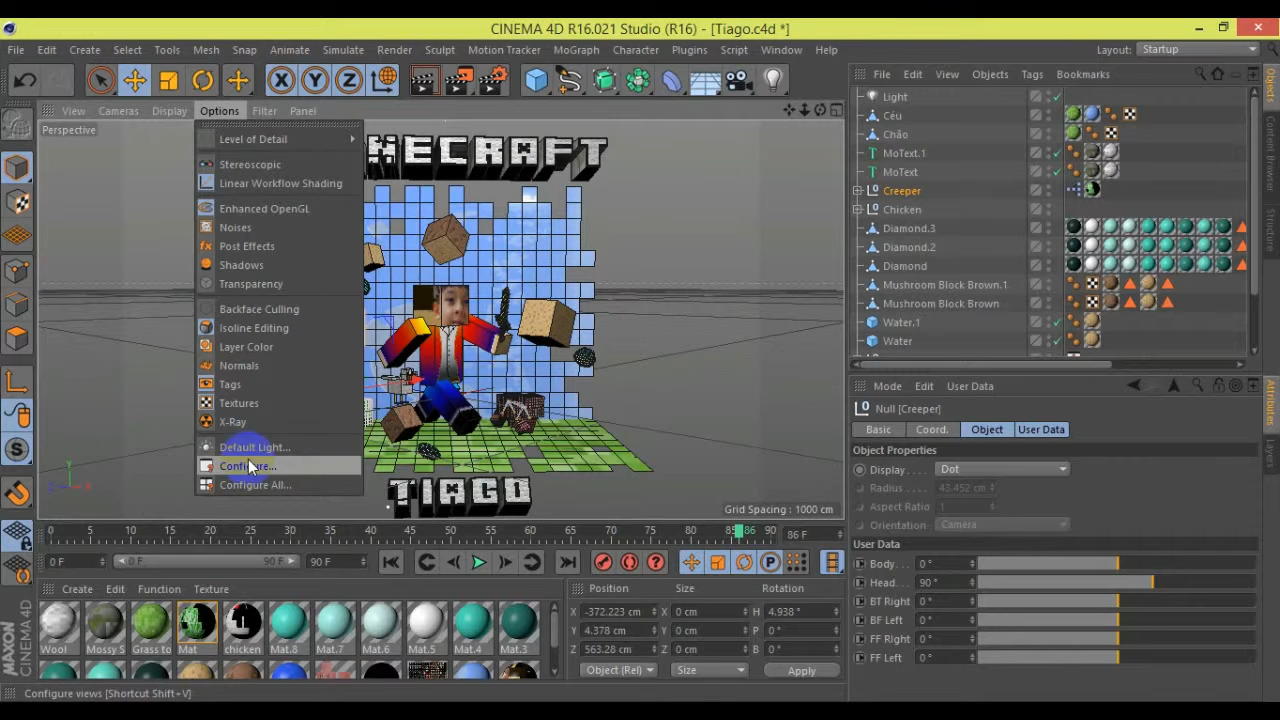 CINEMA 4D R16.021 Studio (R16) - [Tiago.c4d *]
File Edit Create Select Tools Mesh Snap Animate Simulate Render Sculpt Motion Tracker MoGraph Character Plugins Script Window Help
Layout: Startup
X Y Z
File Edit View Objects Tags Bookmarks
View Cameras Display Options Filter Panel
Perspective
Level of Detail
Stereoscopic
Linear Workflow Shading
Enhanced OpenGL
Noises
Post Effects
Shadows
Transparency
Backface Culling
Isoline Editing
Layer Color
Normals
Tags
Textures
X-Ray
Default Light...
Configure...
Configure All...
NECRAFT
TIAGO
Grid Spacing : 1000 cm
Light
Céu
Chão
MoText.1
MoText
Creeper
Chicken
Diamond.3
Diamond.2
Diamond
Mushroom Block Brown.1
Mushroom Block Brown
Water.1
Water
Objects
Content Browser
Structure
Mode Edit User Data
Null [Creeper]
Basic Coord. Object User Data
Object Properties
Display . . . . . Dot
Radius . . . . . 43.452 cm
Aspect Ratio 1
Orientation . . Camera
User Data
Body . . 0 °
Head . . 90 °
BT Right 0 °
BF Left 0 °
FF Right 0 °
FF Left 0 °
Attributes
Layers
0 5 10 15 20 25 30 35 40 45 50 55 60 65 70 75 80 85 86 90
86 F
0 F
0 F
90 F
90 F
Create Edit Function Texture
Wool
Mossy S
Grass to
Mat
chicken
Mat.8
Mat.7
Mat.6
Mat.5
Mat.4
Mat.3
Position Size Rotation
X -372.223 cm X 0 cm H 4.938 °
Y 4.378 cm Y 0 cm P 0 °
Z 563.28 cm Z 0 cm B 0 °
Object (Rel) Size Apply
MAXON
CINEMA 4D
Configure views [Shortcut Shift+V]